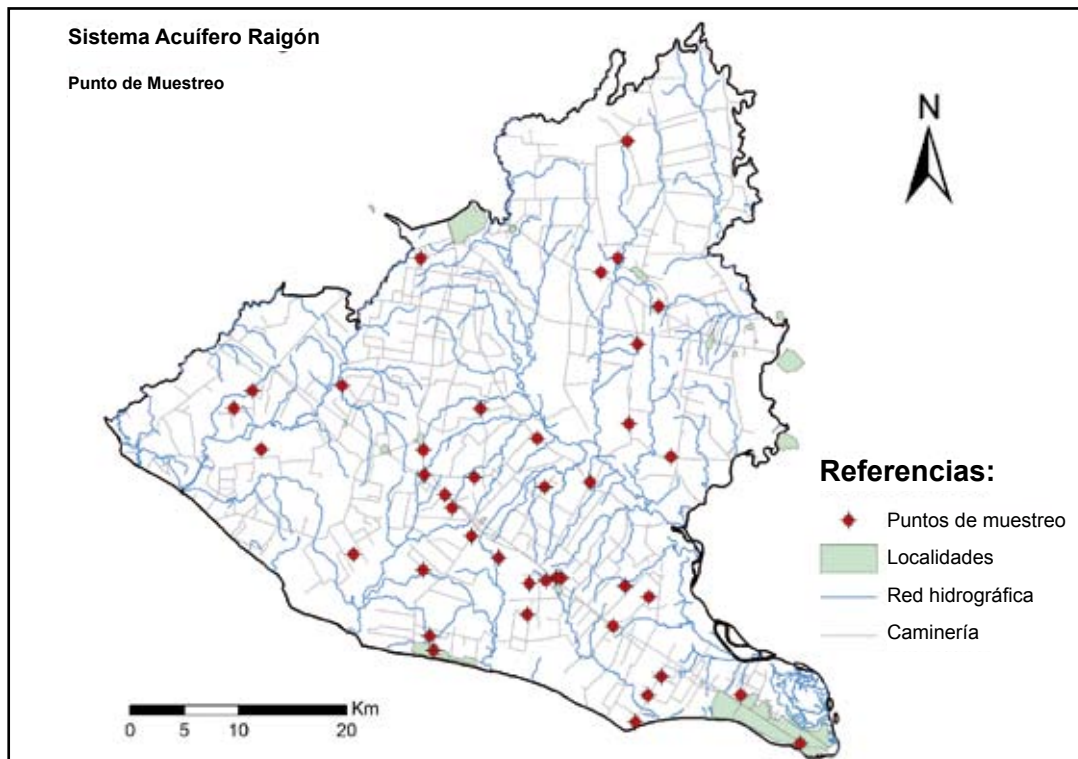 Sistema Acuífero Raigón
Punto de Muestreo
N
Referencias:
Puntos de muestreo
Localidades
Red hidrográfica
Caminería
Km
0 5 10 20